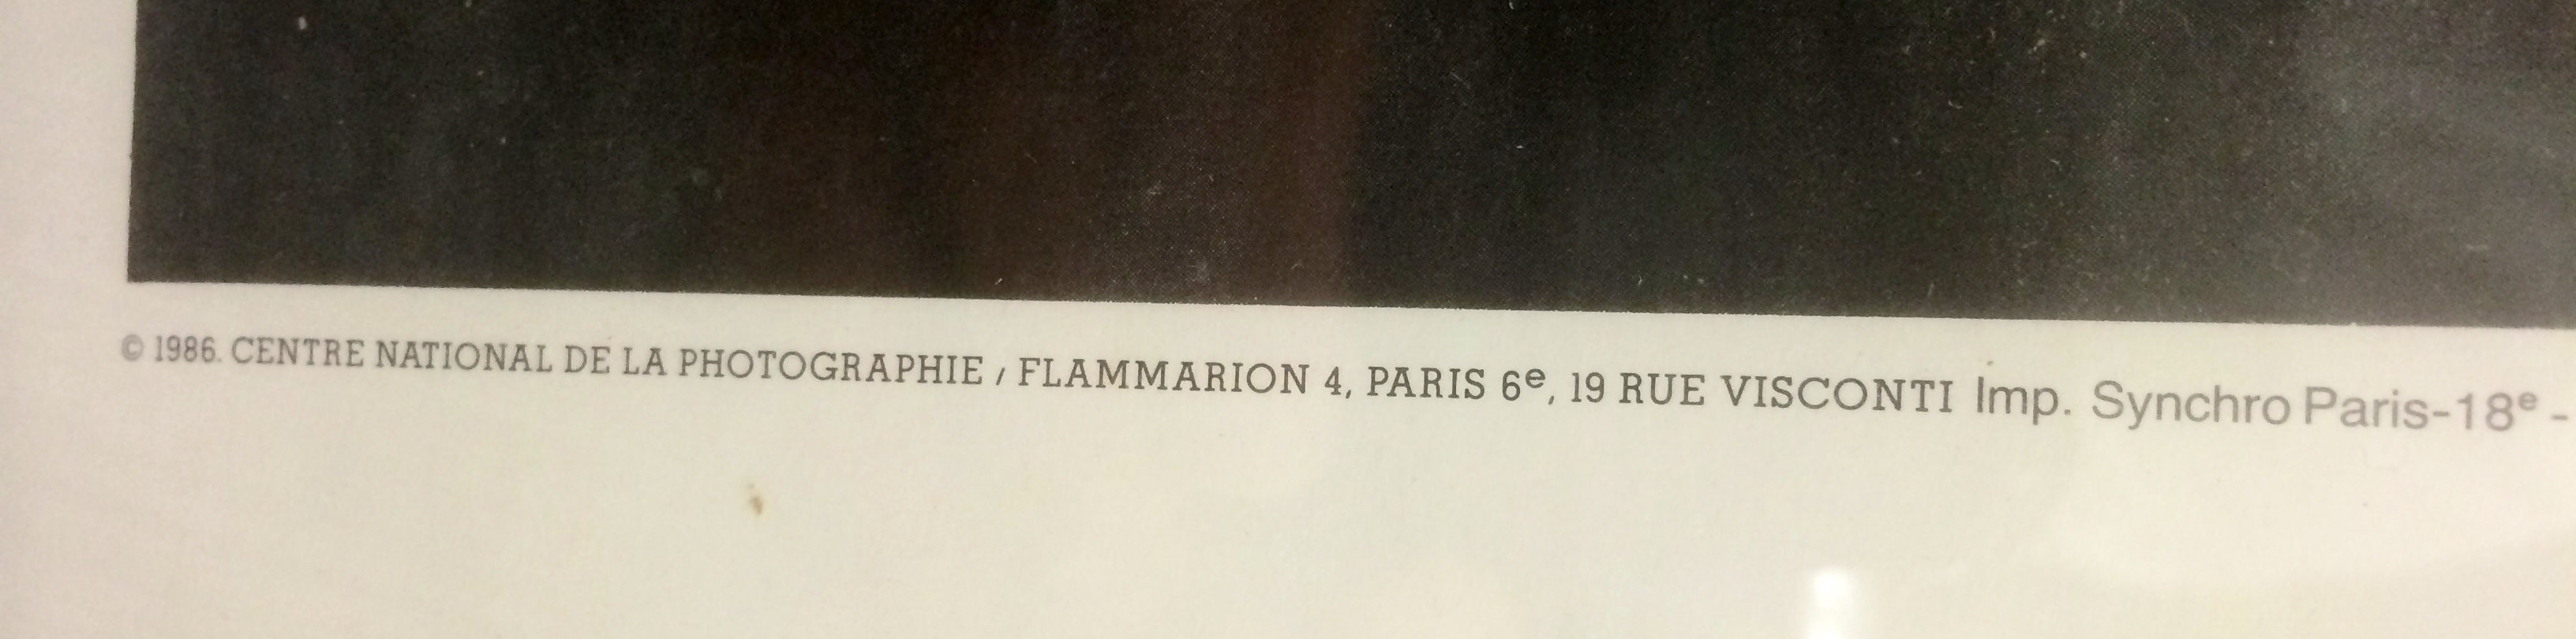 © 1986. CENTRE NATIONAL DE LA PHOTOGRAPHIE / FLAMMARION 4, PARIS 6e, 19 RUE VISCONTI Imp. Synchro Paris-18e -